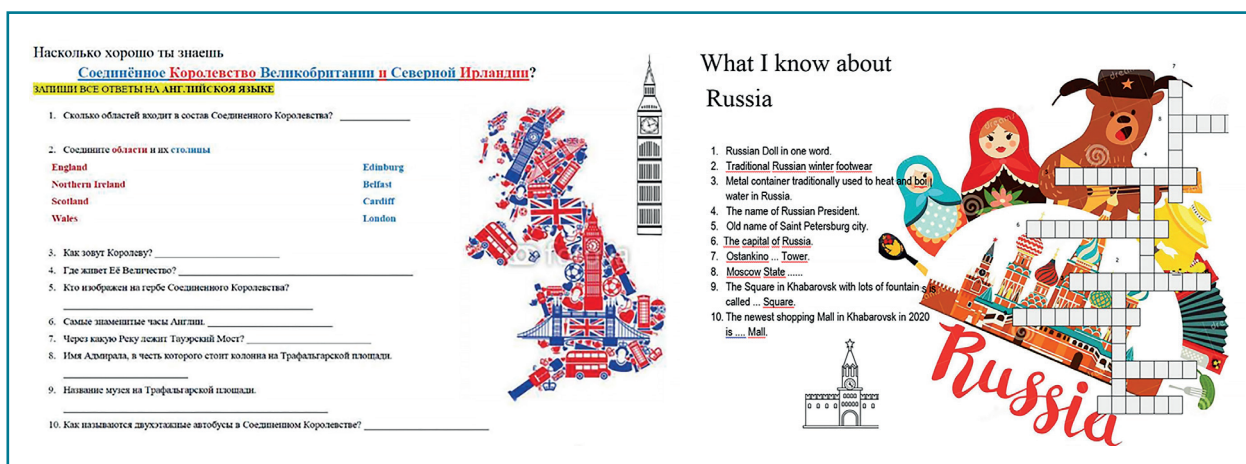 Насколько хорошо ты знаешь
Соединённое Королевство Великобритании и Северной Ирландии?
ЗАПИШИ ВСЕ ОТВЕТЫ НА АНГЛИЙСКОЯ ЯЗЫКЕ
1. Сколько областей входит в состав Соединенного Королевства?
2. Соедините области и их столицы
England Edinburg
Northern Ireland Belfast
Scotland Cardiff
Wales London
3. Как зовут Королеву?
4. Где живет Её Величество?
5. Кто изображен на гербе Соединенного Королевства?
6. Самые знаменитые часы Англии.
7. Через какую Реку лежит Тауэрский Мост?
8. Имя Адмирала, в честь которого стоит колонна на Трафальгарской площади.
9. Название музея на Трафальгарской площади.
10. Как называются двухэтажные автобусы в Соединенном Королевстве?
What I know about
Russia
1. Russian Doll in one word.
2. Traditional Russian winter footwear
3. Metal container traditionally used to heat and boil
water in Russia.
4. The name of Russian President.
5. Old name of Saint Petersburg city.
6. The capital of Russia.
7. Ostankino ... Tower.
8. Moscow State ......
9. The Square in Khabarovsk with lots of fountain s is
called ... Square.
10. The newest shopping Mall in Khabarovsk in 2020
is .... Mall.
7
8
4
6
2
Russia